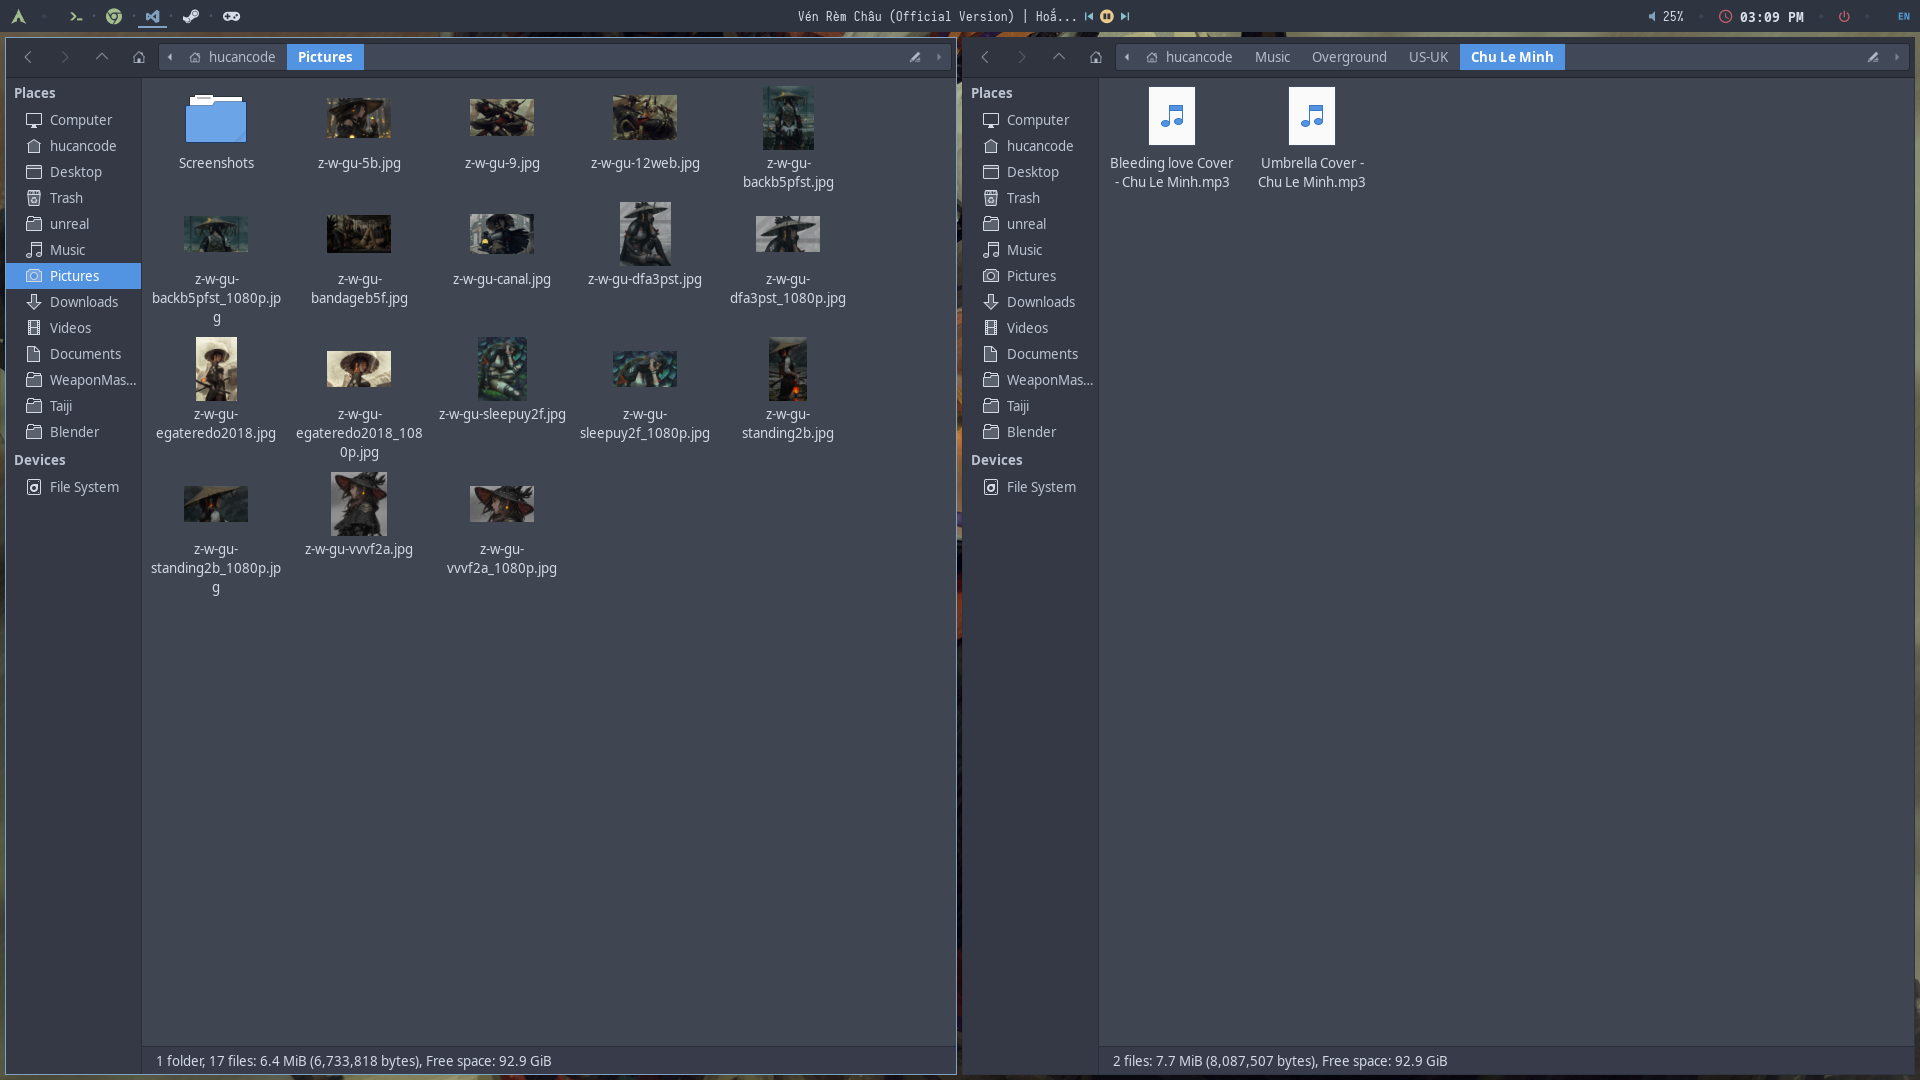 Vén Rèm Châu (Official Version) | Hoắ...
25%
03:09 PM
EN
hucancode
Pictures
Places
Computer
hucancode
Desktop
Trash
unreal
Music
Pictures
Downloads
Videos
Documents
WeaponMas...
Taiji
Blender
Devices
File System
Screenshots
z-w-gu-5b.jpg
z-w-gu-9.jpg
z-w-gu-12web.jpg
z-w-gu-
backb5pfst.jpg
z-w-gu-
backb5pfst_1080p.jp
g
z-w-gu-
bandageb5f.jpg
z-w-gu-canal.jpg
z-w-gu-dfa3pst.jpg
z-w-gu-
dfa3pst_1080p.jpg
z-w-gu-
egateredo2018.jpg
z-w-gu-
egateredo2018_108
0p.jpg
z-w-gu-sleepuy2f.jpg
z-w-gu-
sleepuy2f_1080p.jpg
z-w-gu-
standing2b.jpg
z-w-gu-
standing2b_1080p.jp
g
z-w-gu-vvvf2a.jpg
z-w-gu-
vvvf2a_1080p.jpg
1 folder, 17 files: 6.4 MiB (6,733,818 bytes), Free space: 92.9 GiB
hucancode
Music
Overground
US-UK
Chu Le Minh
Places
Computer
hucancode
Desktop
Trash
unreal
Music
Pictures
Downloads
Videos
Documents
WeaponMas...
Taiji
Blender
Devices
File System
Bleeding love Cover
- Chu Le Minh.mp3
Umbrella Cover -
Chu Le Minh.mp3
2 files: 7.7 MiB (8,087,507 bytes), Free space: 92.9 GiB